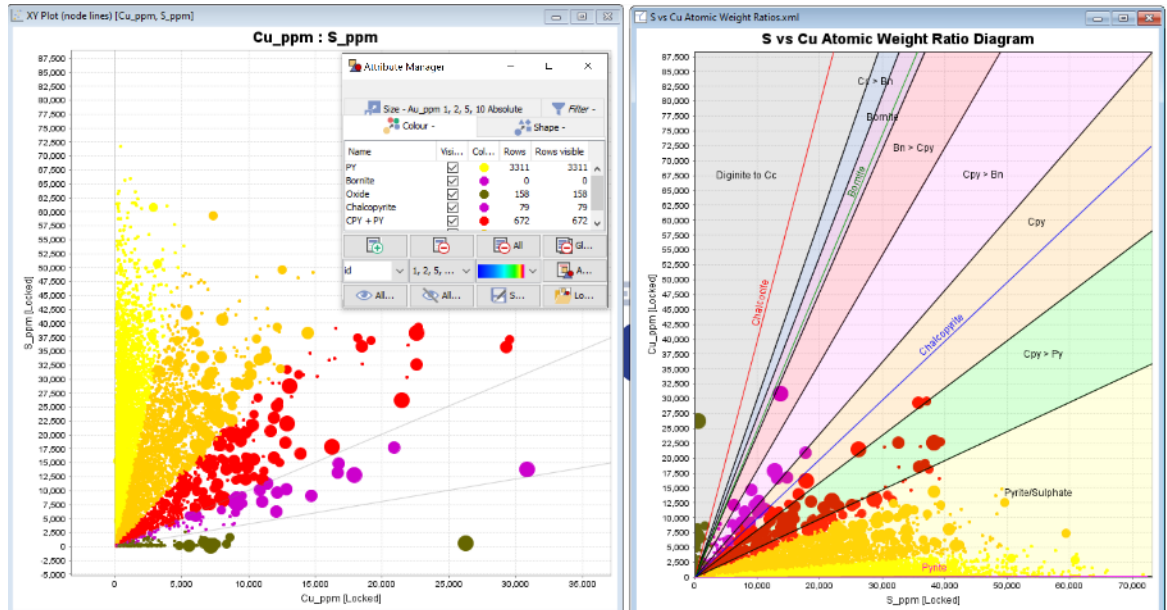 XY Plot (node lines) [Cu_ppm, S_ppm]
Cu_ppm : S_ppm
87,500
85,000
82,500
80,000
77,500
75,000
72,500
70,000
67,500
65,000
62,500
60,000
57,500
55,000
52,500
50,000
47,500
45,000
42,500
40,000
37,500
35,000
32,500
30,000
27,500
25,000
22,500
20,000
17,500
15,000
12,500
10,000
7,500
5,000
2,500
0
-2,500
-5,000
S_ppm [Locked]
0
5,000
10,000
15,000
20,000
25,000
30,000
35,000
Cu_ppm [Locked]
Attribute Manager
Size - Au_ppm 1, 2, 5, 10 Absolute
Filter -
Colour -
Shape -
Name Visi... Col... Rows Rows visible
PY 3311 3311
Bornite 0 0
Oxide 158 158
Chalcopyrite 79 79
CPY + PY 672 672
All
Gl...
id
1, 2, 5, ...
A...
All...
All...
S...
Lo...
S vs Cu Atomic Weight Ratios.xml
S vs Cu Atomic Weight Ratio Diagram
87,500
85,000
82,500
80,000
77,500
75,000
72,500
70,000
67,500
65,000
62,500
60,000
57,500
55,000
52,500
50,000
47,500
45,000
42,500
40,000
37,500
35,000
32,500
30,000
27,500
25,000
22,500
20,000
17,500
15,000
12,500
10,000
7,500
5,000
2,500
0
Cu_ppm [Locked]
Cc > Bn
Bornite
Bn > Cpy
Diginite to Cc
Cpy > Bn
Bornite
Cpy
Chalcocite
Chalcopyrite
Cpy > Py
Pyrite/Sulphate
Pyrite
0
10,000
20,000
30,000
40,000
50,000
60,000
70,000
S_ppm [Locked]